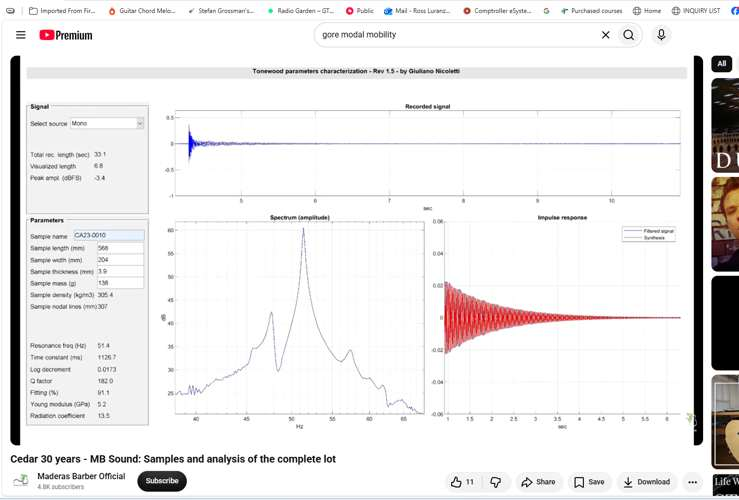 Imported From Fir...
Guitar Chord Melo...
Stefan Grossman's...
Radio Garden – GT...
Public
Mail - Ross Luranz...
Comptroller eSyste...
Purchased courses
Home
INQUIRY LIST
Premium
gore modal mobility
All
Tonewood parameters characterization - Rev 1.5 - by Giuliano Nicoletti
Signal
Select source Mono
Total rec. length (sec) 33.1
Visualized length 6.8
Peak ampl. (dBFS) -3.4
Recorded signal
0.5
0
-0.5
-1
5 6 7 8 9 10
sec
Parameters
Sample name CA23-0010
Sample length (mm) 568
Sample width (mm) 204
Sample thickness (mm) 3.9
Sample mass (g) 138
Sample density (kg/m3) 305.4
Sample nodal lines (mm) 307
Resonance freq (Hz) 51.4
Time constant (ms) 1126.7
Log decrement 0.0173
Q factor 182.0
Fitting (%) 91.1
Young modulus (GPa) 5.2
Radiation coefficient 13.5
Spectrum (amplitude)
dB
60
55
50
45
40
35
30
25
40 45 50 55 60 65
Hz
Impulse response
Filtered signal
Synthesis
0.06
0.04
0.02
0
-0.02
-0.04
-0.06
1 1.5 2 2.5 3 3.5 4 4.5 5 5.5 6
sec
Cedar 30 years - MB Sound: Samples and analysis of the complete lot
Maderas Barber Official
4.8K subscribers
Subscribe
11
Share
Save
Download
D
Life W